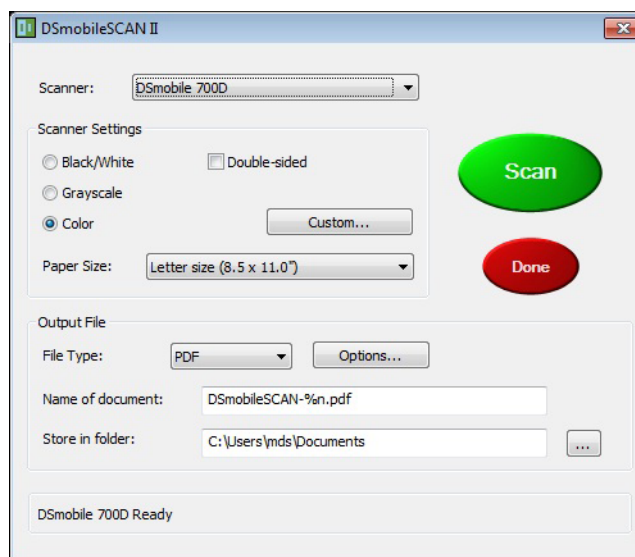 DSmobileSCAN II
Scanner: DSmobile 700D
Scanner Settings
Black/White Double-sided
Grayscale
Color Custom...
Paper Size: Letter size (8.5 x 11.0")
Scan
Done
Output File
File Type: PDF Options...
Name of document: DSmobileSCAN-%n.pdf
Store in folder: C:\Users\mds\Documents ...
DSmobile 700D Ready